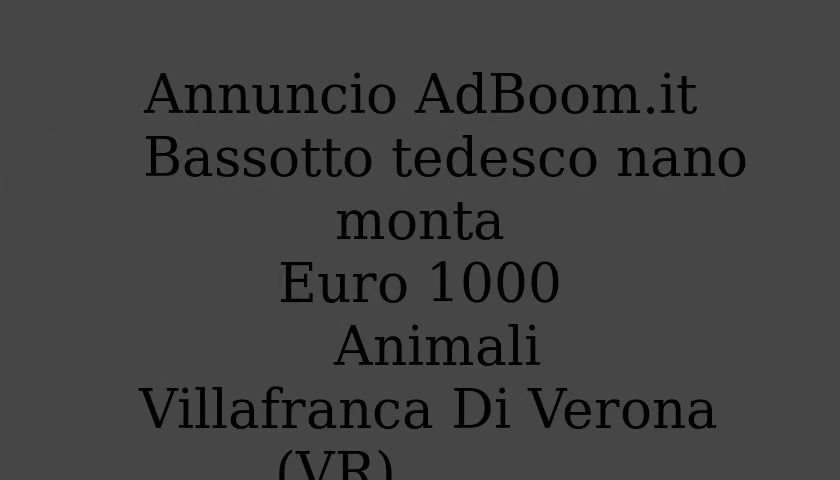 Annuncio AdBoom.it
Bassotto tedesco nano
monta
Euro 1000
Animali
Villafranca Di Verona
(VR)